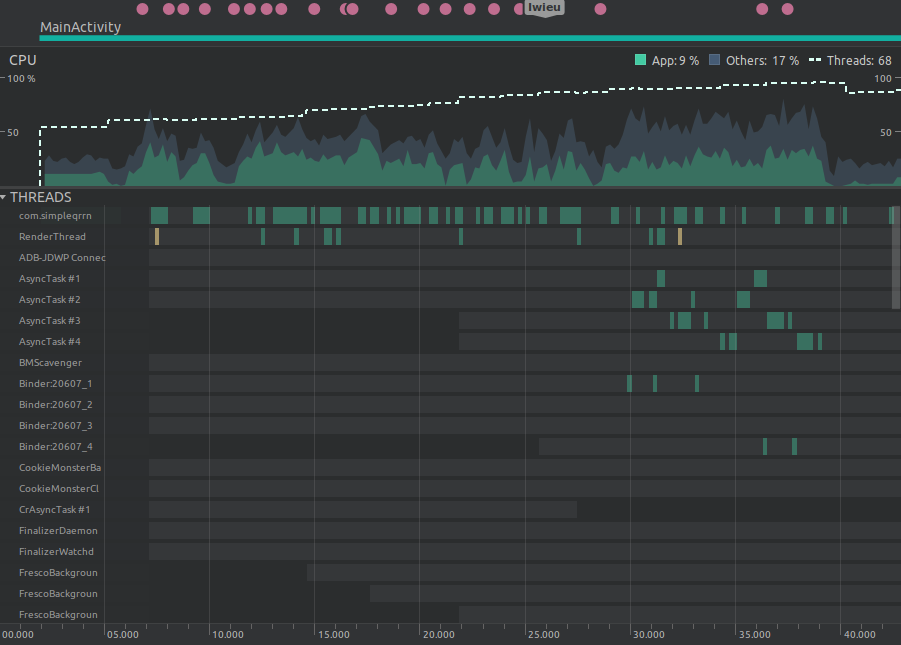 lwieu
MainActivity
CPU
App: 9 % Others: 17 % Threads: 68
100 % 100
50 50
THREADS
com.simpleqrrn
RenderThread
ADB-JDWP Connec
AsyncTask #1
AsyncTask #2
AsyncTask #3
AsyncTask #4
BMScavenger
Binder:20607_1
Binder:20607_2
Binder:20607_3
Binder:20607_4
CookieMonsterBa
CookieMonsterCl
CrAsyncTask #1
FinalizerDaemon
FinalizerWatchd
FrescoBackgroun
FrescoBackgroun
FrescoBackgroun
00.000 05.000 10.000 15.000 20.000 25.000 30.000 35.000 40.000